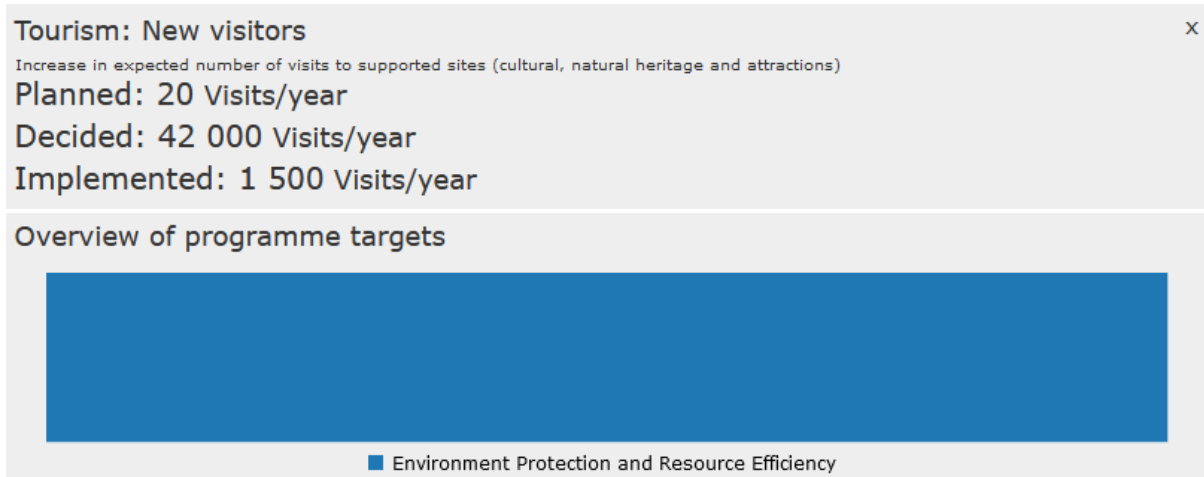 Tourism: New visitors
x
Increase in expected number of visits to supported sites (cultural, natural heritage and attractions)
Planned: 20 Visits/year
Decided: 42 000 Visits/year
Implemented: 1 500 Visits/year
Overview of programme targets
Environment Protection and Resource Efficiency